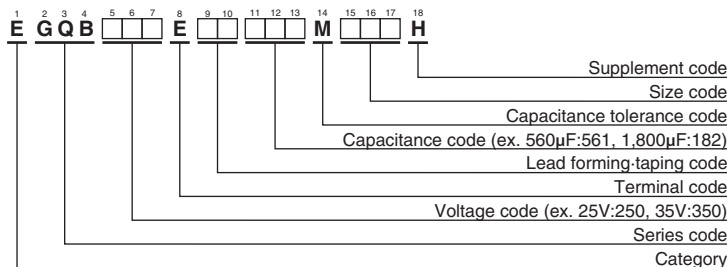 1 2 3 4 5 6 7 8 9 10 11 12 13 14 15 16 17 18
E GQB E M H
Supplement code
Size code
Capacitance tolerance code
Capacitance code (ex. 560µF:561, 1,800µF:182)
Lead forming·taping code
Terminal code
Voltage code (ex. 25V:250, 35V:350)
Series code
Category